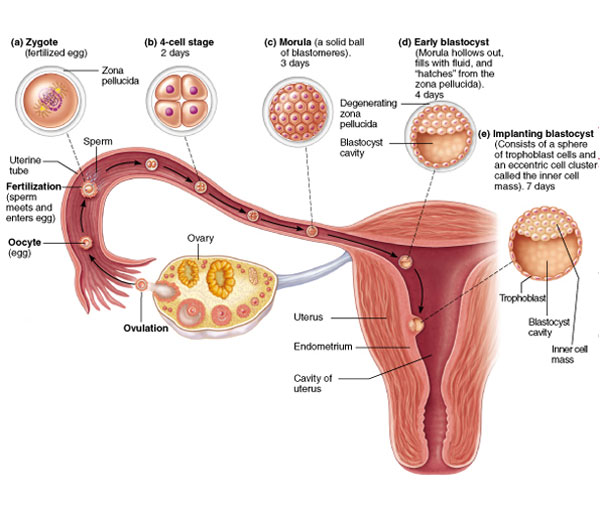 (a) Zygote
(fertilized egg)
Zona
pellucida
(b) 4-cell stage
2 days
(c) Morula (a solid ball
of blastomeres).
3 days
(d) Early blastocyst
(Morula hollows out,
fills with fluid, and
"hatches" from the
zona pellucida).
4 days
Degenerating
zona
pellucida
Blastocyst
cavity
(e) Implanting blastocyst
(Consists of a sphere
of trophoblast cells and
an eccentric cell cluster
called the inner cell
mass). 7 days
Sperm
Uterine
tube
Fertilization
(sperm
meets and
enters egg)
Oocyte
(egg)
Ovary
Ovulation
Uterus
Endometrium
Cavity of
uterus
Trophoblast
Blastocyst
cavity
Inner cell
mass